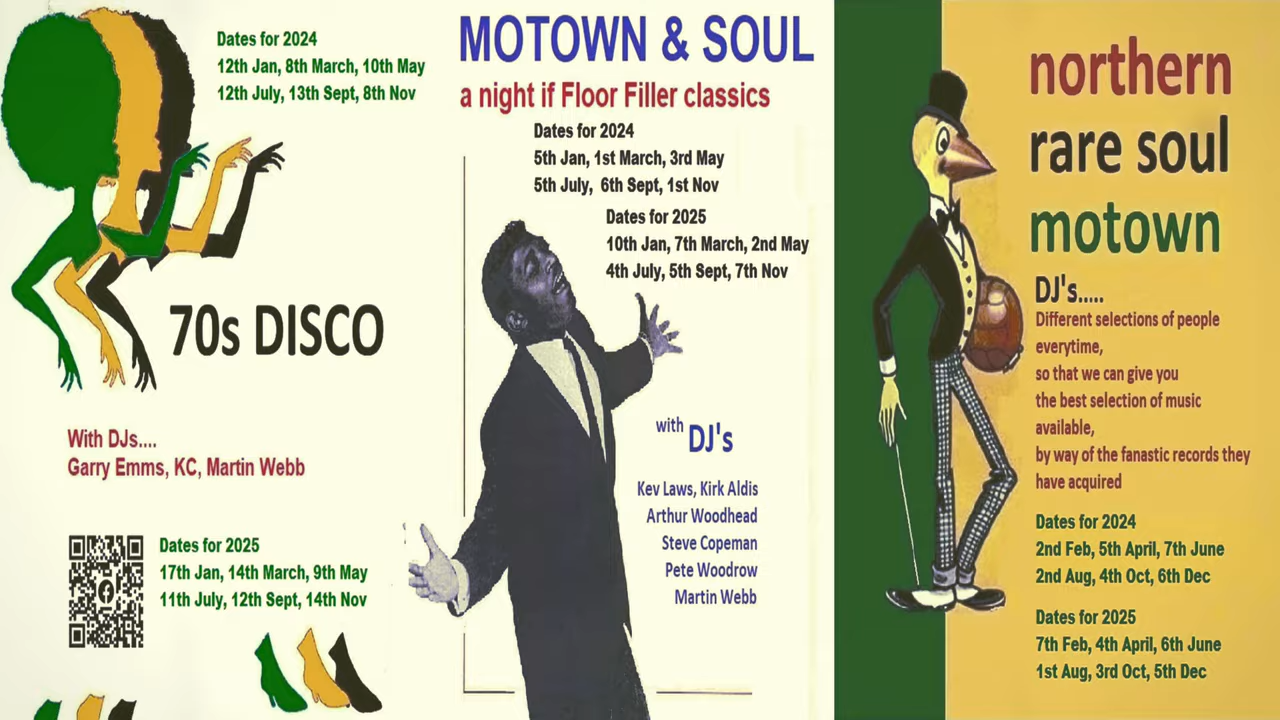 Dates for 2024
12th Jan, 8th March, 10th May
12th July, 13th Sept, 8th Nov
70s DISCO
With DJs....
Garry Emms, KC, Martin Webb
Dates for 2025
17th Jan, 14th March, 9th May
11th July, 12th Sept, 14th Nov
MOTOWN & SOUL
a night if Floor Filler classics
Dates for 2024
5th Jan, 1st March, 3rd May
5th July, 6th Sept, 1st Nov
Dates for 2025
10th Jan, 7th March, 2nd May
4th July, 5th Sept, 7th Nov
with DJ's
Kev Laws, Kirk Aldis
Arthur Woodhead
Steve Copeman
Pete Woodrow
Martin Webb
northern
rare soul
motown
DJ's.....
Different selections of people
everytime,
so that we can give you
the best selection of music
available,
by way of the fanastic records they
have acquired
Dates for 2024
2nd Feb, 5th April, 7th June
2nd Aug, 4th Oct, 6th Dec
Dates for 2025
7th Feb, 4th April, 6th June
1st Aug, 3rd Oct, 5th Dec